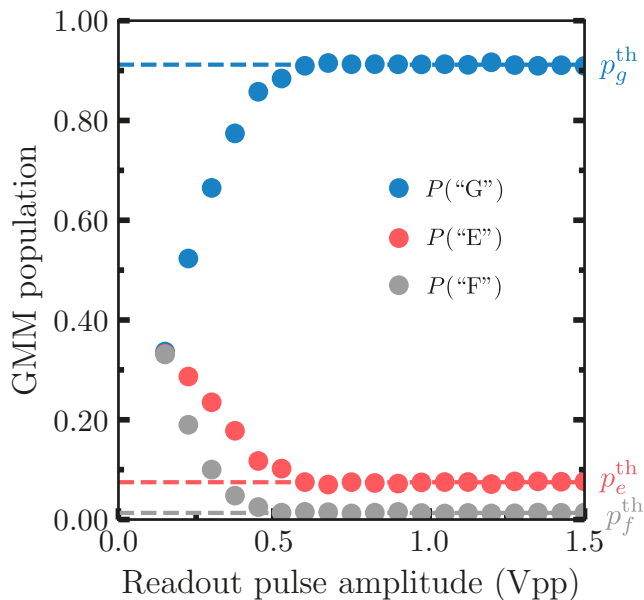 1.00
0.80
0.60
0.40
0.20
0.00
GMM population
p_g^th
P("G")
P("E")
P("F")
p_e^th
p_f^th
0.0 0.5 1.0 1.5
Readout pulse amplitude (Vpp)